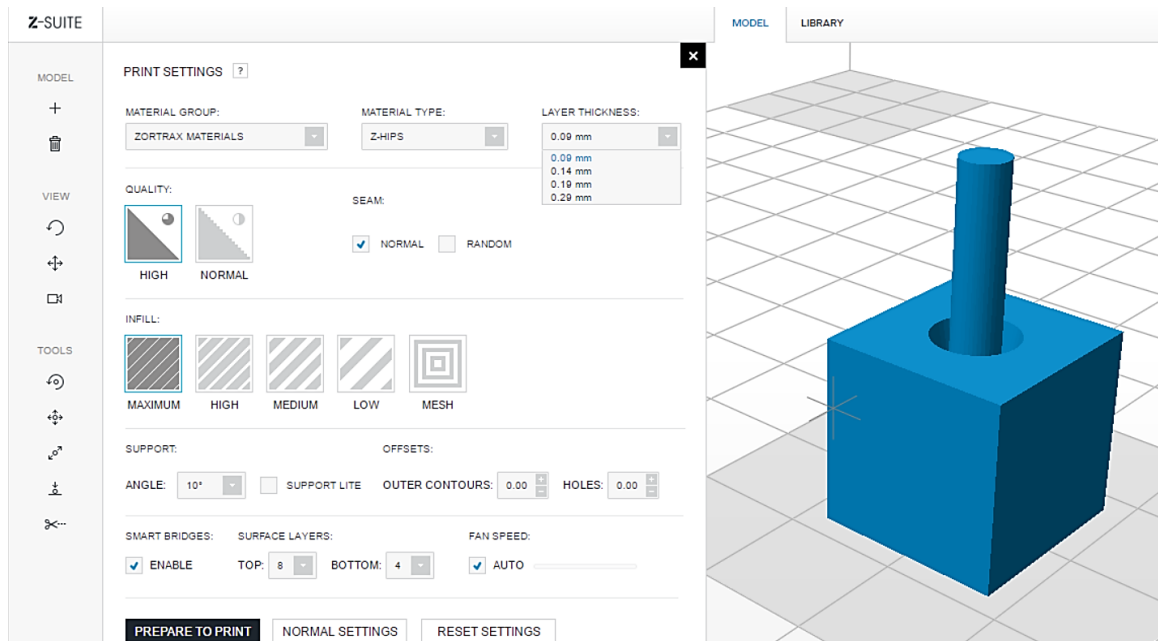 Z-SUITE
MODEL LIBRARY
PRINT SETTINGS ?
MODEL
MATERIAL GROUP: MATERIAL TYPE: LAYER THICKNESS:
ZORTRAX MATERIALS Z-HIPS 0.09 mm
0.09 mm
0.14 mm
0.19 mm
0.29 mm
VIEW
QUALITY: SEAM:
NORMAL RANDOM
HIGH NORMAL
INFILL:
TOOLS
MAXIMUM HIGH MEDIUM LOW MESH
SUPPORT: OFFSETS:
ANGLE: 10° SUPPORT LITE OUTER CONTOURS: 0.00 HOLES: 0.00
SMART BRIDGES: SURFACE LAYERS: FAN SPEED:
ENABLE TOP: 8 BOTTOM: 4 AUTO
PREPARE TO PRINT NORMAL SETTINGS RESET SETTINGS